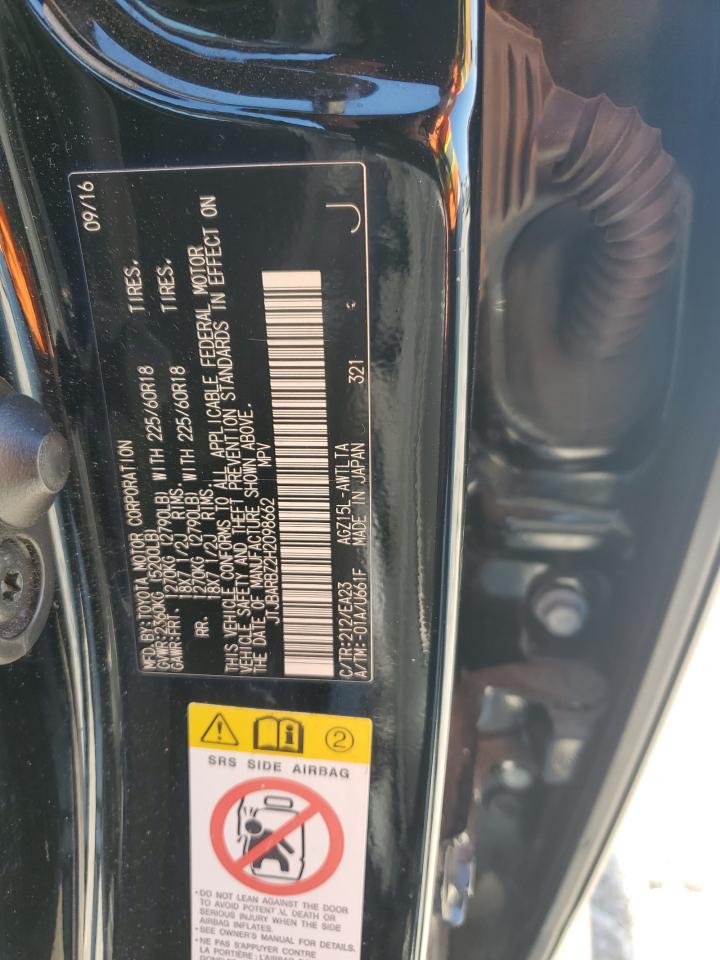 MFD.BY:TOYOTA MOTOR CORPORATION 09/16
GVWR:2360KG (5200LB)
GAWR:FRT. 1270KG (2790LB) WITH 225/60R18 TIRES.
18X7 1/2J RIMS.
RR. 1270KG (2790LB) WITH 225/60R18 TIRES.
18X7 1/2J RIMS.
THIS VEHICLE CONFORMS TO ALL APPLICABLE FEDERAL MOTOR
VEHICLE SAFETY AND THEFT PREVENTION STANDARDS IN EFFECT ON
THE DATE OF MANUFACTURE SHOWN ABOVE.
JTJBARBZ2H2098662 MPV
C/TR:212/EA23 AGZ15L-AWTLTA
A/TM:-01A/U661F MADE IN JAPAN 321 J
2
SRS SIDE AIRBAG
• DO NOT LEAN AGAINST THE DOOR
TO AVOID POTENTIAL DEATH OR
SERIOUS INJURY WHEN THE SIDE
AIRBAG INFLATES.
• SEE OWNER'S MANUAL FOR DETAILS.
• NE PAS S'APPUYER CONTRE
LA PORTIÈRE;